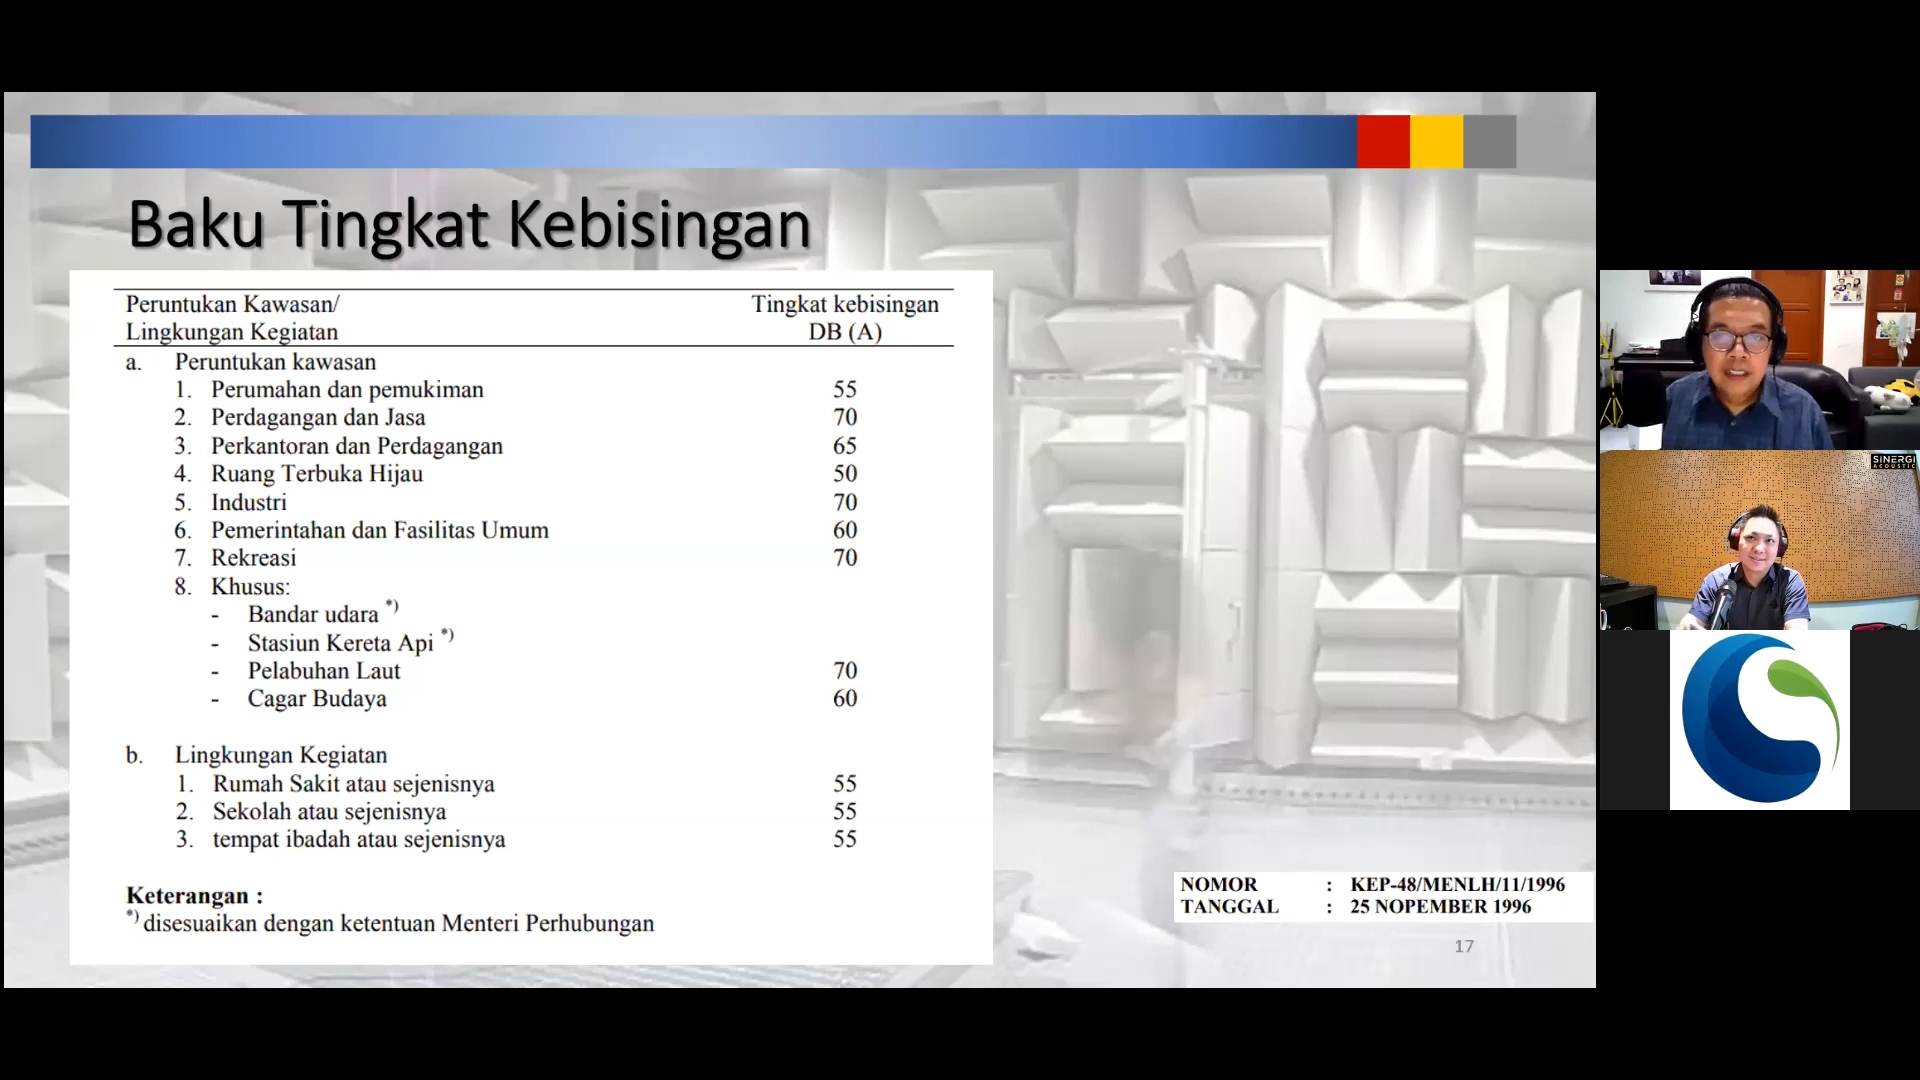 Baku Tingkat Kebisingan
Peruntukan Kawasan/ Tingkat kebisingan
Lingkungan Kegiatan DB (A)
a. Peruntukan kawasan
1. Perumahan dan pemukiman 55
2. Perdagangan dan Jasa 70
3. Perkantoran dan Perdagangan 65
4. Ruang Terbuka Hijau 50
5. Industri 70
6. Pemerintahan dan Fasilitas Umum 60
7. Rekreasi 70
8. Khusus:
- Bandar udara *)
- Stasiun Kereta Api *)
- Pelabuhan Laut 70
- Cagar Budaya 60
b. Lingkungan Kegiatan
1. Rumah Sakit atau sejenisnya 55
2. Sekolah atau sejenisnya 55
3. tempat ibadah atau sejenisnya 55
Keterangan :
*) disesuaikan dengan ketentuan Menteri Perhubungan
NOMOR : KEP-48/MENLH/11/1996
TANGGAL : 25 NOPEMBER 1996
17
SINERGI
ACOUSTIC